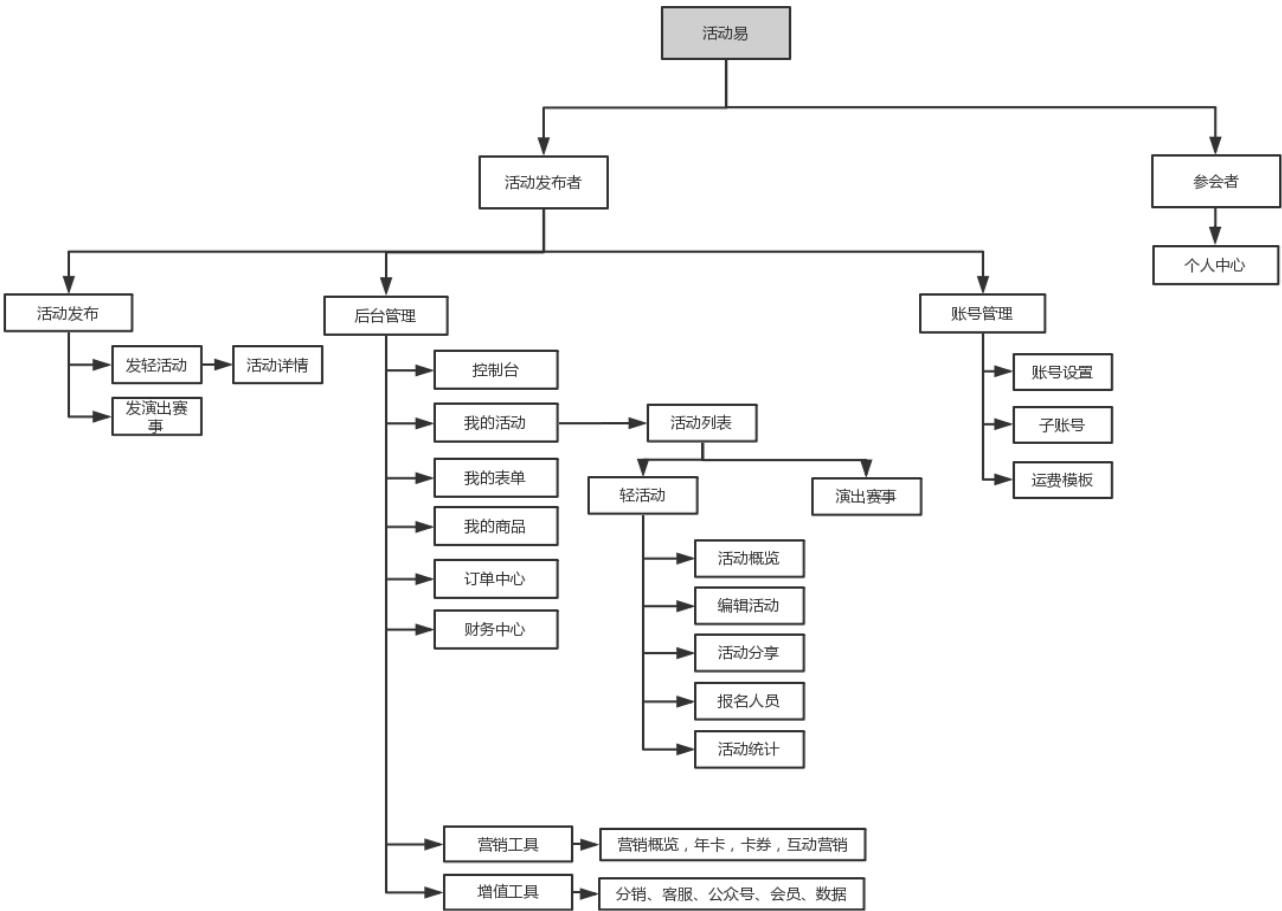 活动易
活动发布者
参会者
个人中心
活动发布
后台管理
账号管理
发轻活动
活动详情
控制台
账号设置
发演出赛
事
我的活动
活动列表
子账号
我的表单
轻活动
演出赛事
运费模板
我的商品
活动概览
订单中心
编辑活动
财务中心
活动分享
报名人员
活动统计
营销工具
营销概览，年卡，卡券，互动营销
增值工具
分销、客服、公众号、会员、数据